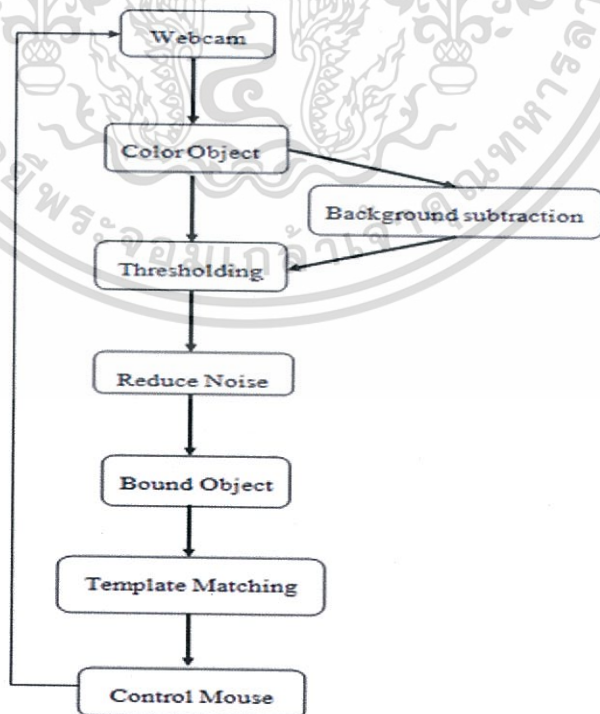 Webcam
Color Object
Background subtraction
Thresholding
Reduce Noise
Bound Object
Template Matching
Control Mouse